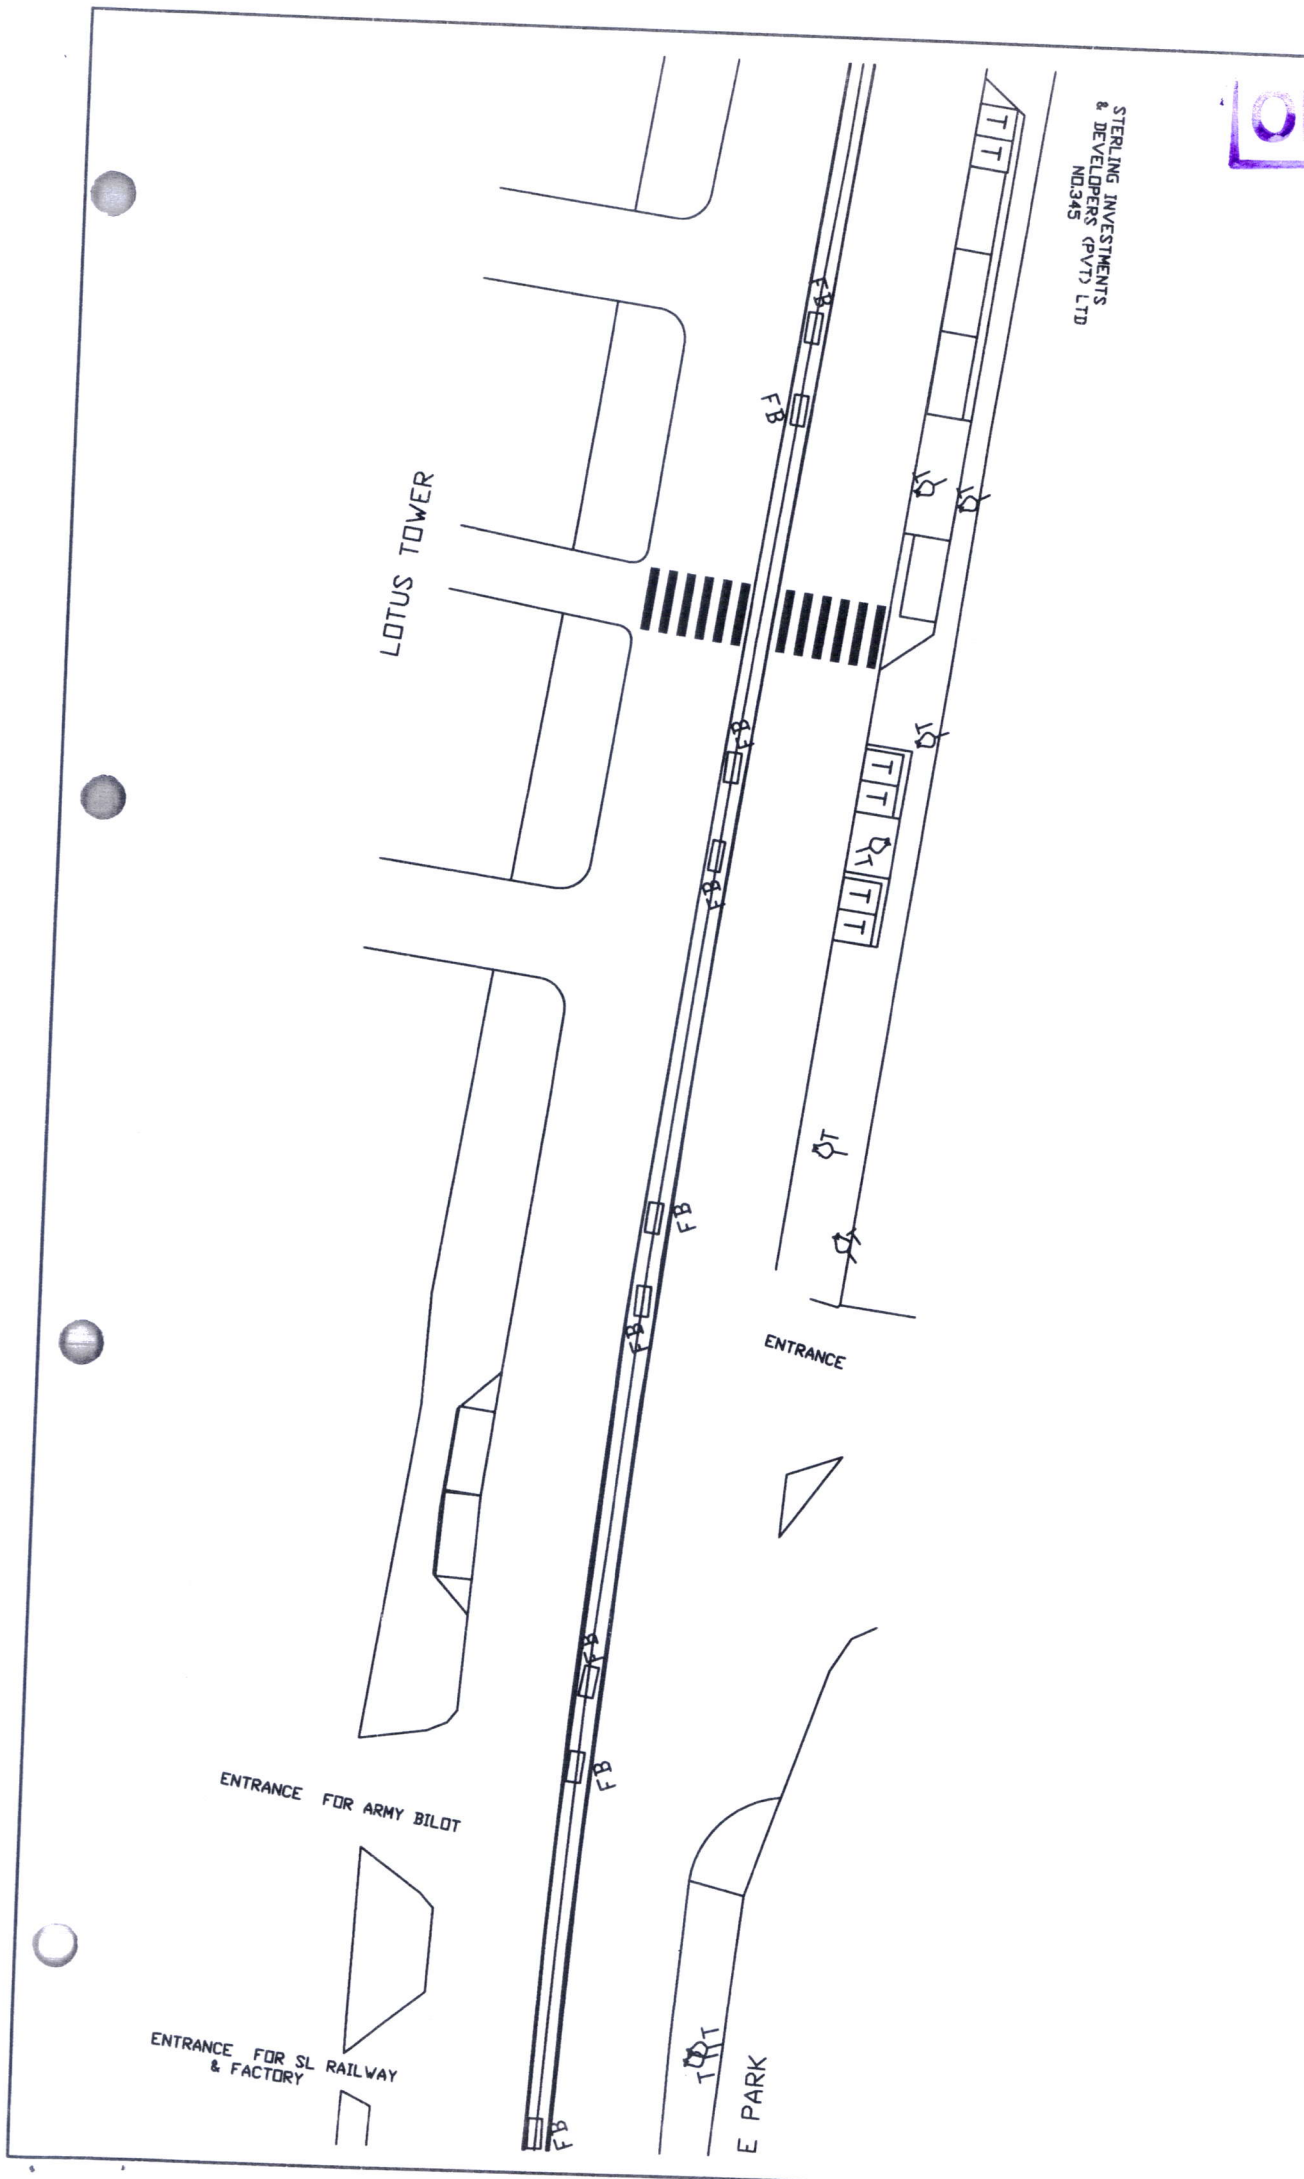 STERLING INVESTMENTS
& DEVELOPERS (PVT) LTD
NO.345
T
T
FB
FB
T
T
LOTUS TOWER
T
FB
T
T
T
FB
T
T
T
FB
FB
ENTRANCE
FB
FB
ENTRANCE FOR ARMY BILOT
ENTRANCE FOR SL RAILWAY
& FACTORY
T
T
E PARK
FB